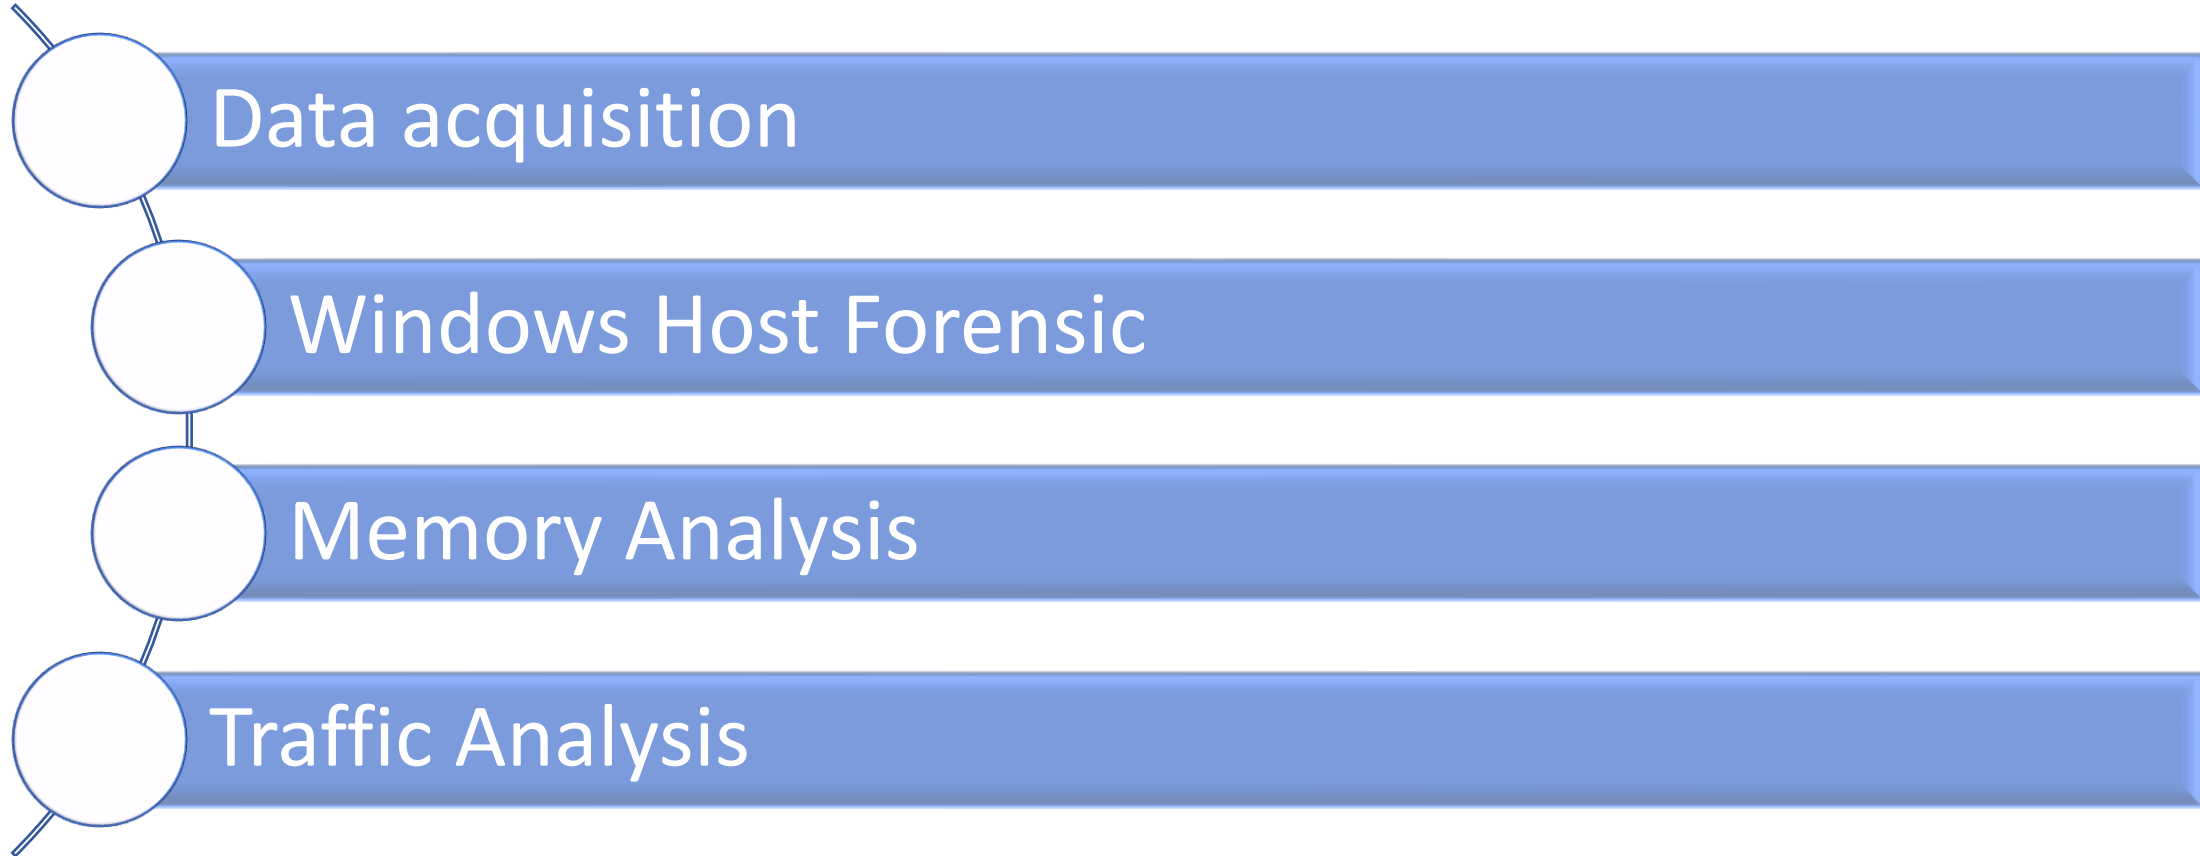 Data acquisition
Windows Host Forensic
Memory Analysis
Traffic Analysis